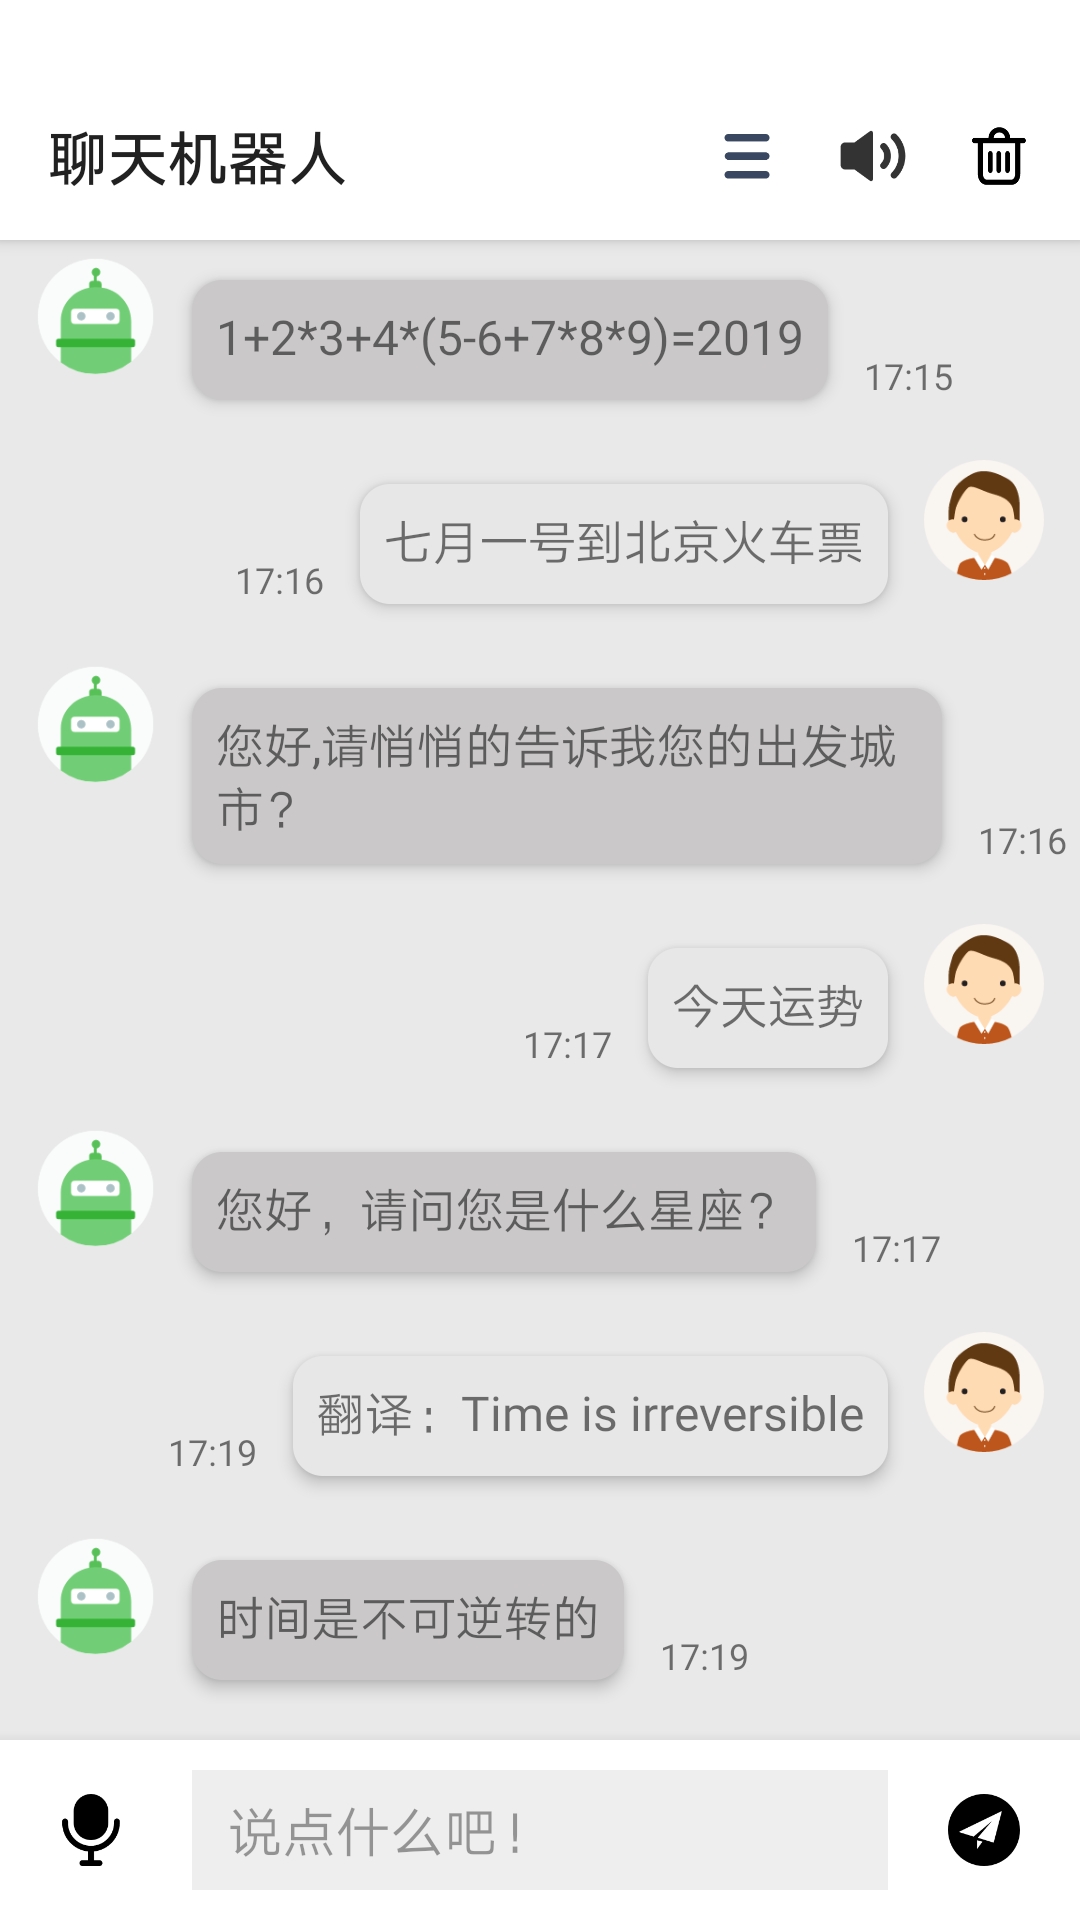 聊天机器人
1+2*3+4*(5-6+7*8*9)=2019
17:15
七月一号到北京火车票
17:16
您好,请悄悄的告诉我您的出发城
市？
17:16
今天运势
17:17
您好，请问您是什么星座？
17:17
翻译：Time is irreversible
17:19
时间是不可逆转的
17:19
说点什么吧！